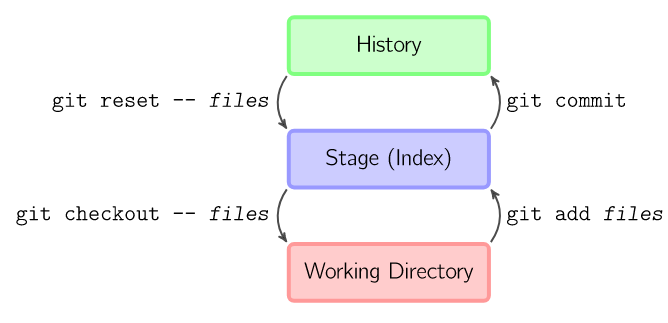 History
git reset -- files
git commit
Stage (Index)
git checkout -- files
git add files
Working Directory